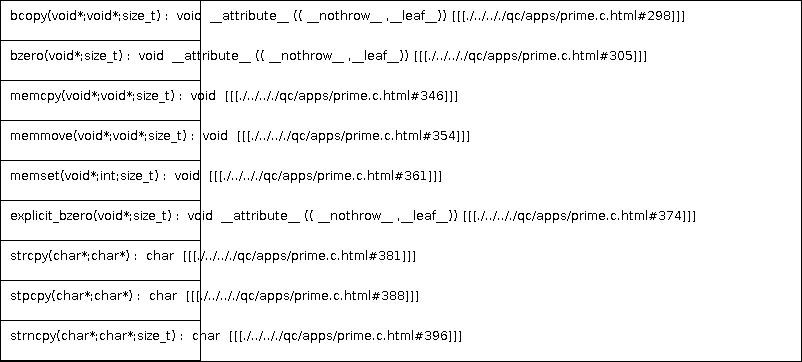 bcopy(void*;void*;size_t) : void __attribute__ (( __nothrow__ ,__leaf__)) [[[./../.././qc/apps/prime.c.html#298]]]
bzero(void*;size_t) : void __attribute__ (( __nothrow__ ,__leaf__)) [[[./../.././qc/apps/prime.c.html#305]]]
memcpy(void*;void*;size_t) : void [[[./../.././qc/apps/prime.c.html#346]]]
memmove(void*;void*;size_t) : void [[[./../.././qc/apps/prime.c.html#354]]]
memset(void*;int;size_t) : void [[[./../.././qc/apps/prime.c.html#361]]]
explicit_bzero(void*;size_t) : void __attribute__ (( __nothrow__ ,__leaf__)) [[[./../.././qc/apps/prime.c.html#374]]]
strcpy(char*;char*) : char [[[./../.././qc/apps/prime.c.html#381]]]
stpcpy(char*;char*) : char [[[./../.././qc/apps/prime.c.html#388]]]
strncpy(char*;char*;size_t) : char [[[./../.././qc/apps/prime.c.html#396]]]